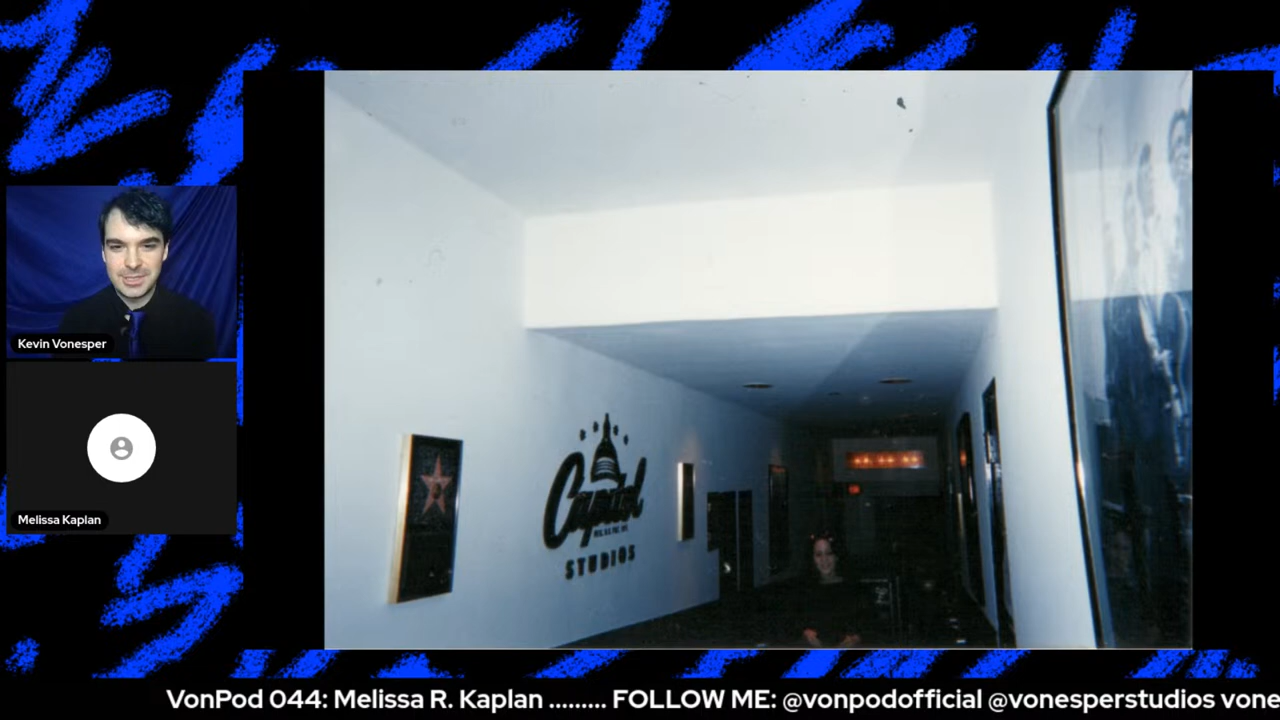 Kevin Vonesper
Melissa Kaplan
Capitol
STUDIOS
VonPod 044: Melissa R. Kaplan ......... FOLLOW ME: @vonpodofficial @vonesperstudios vone